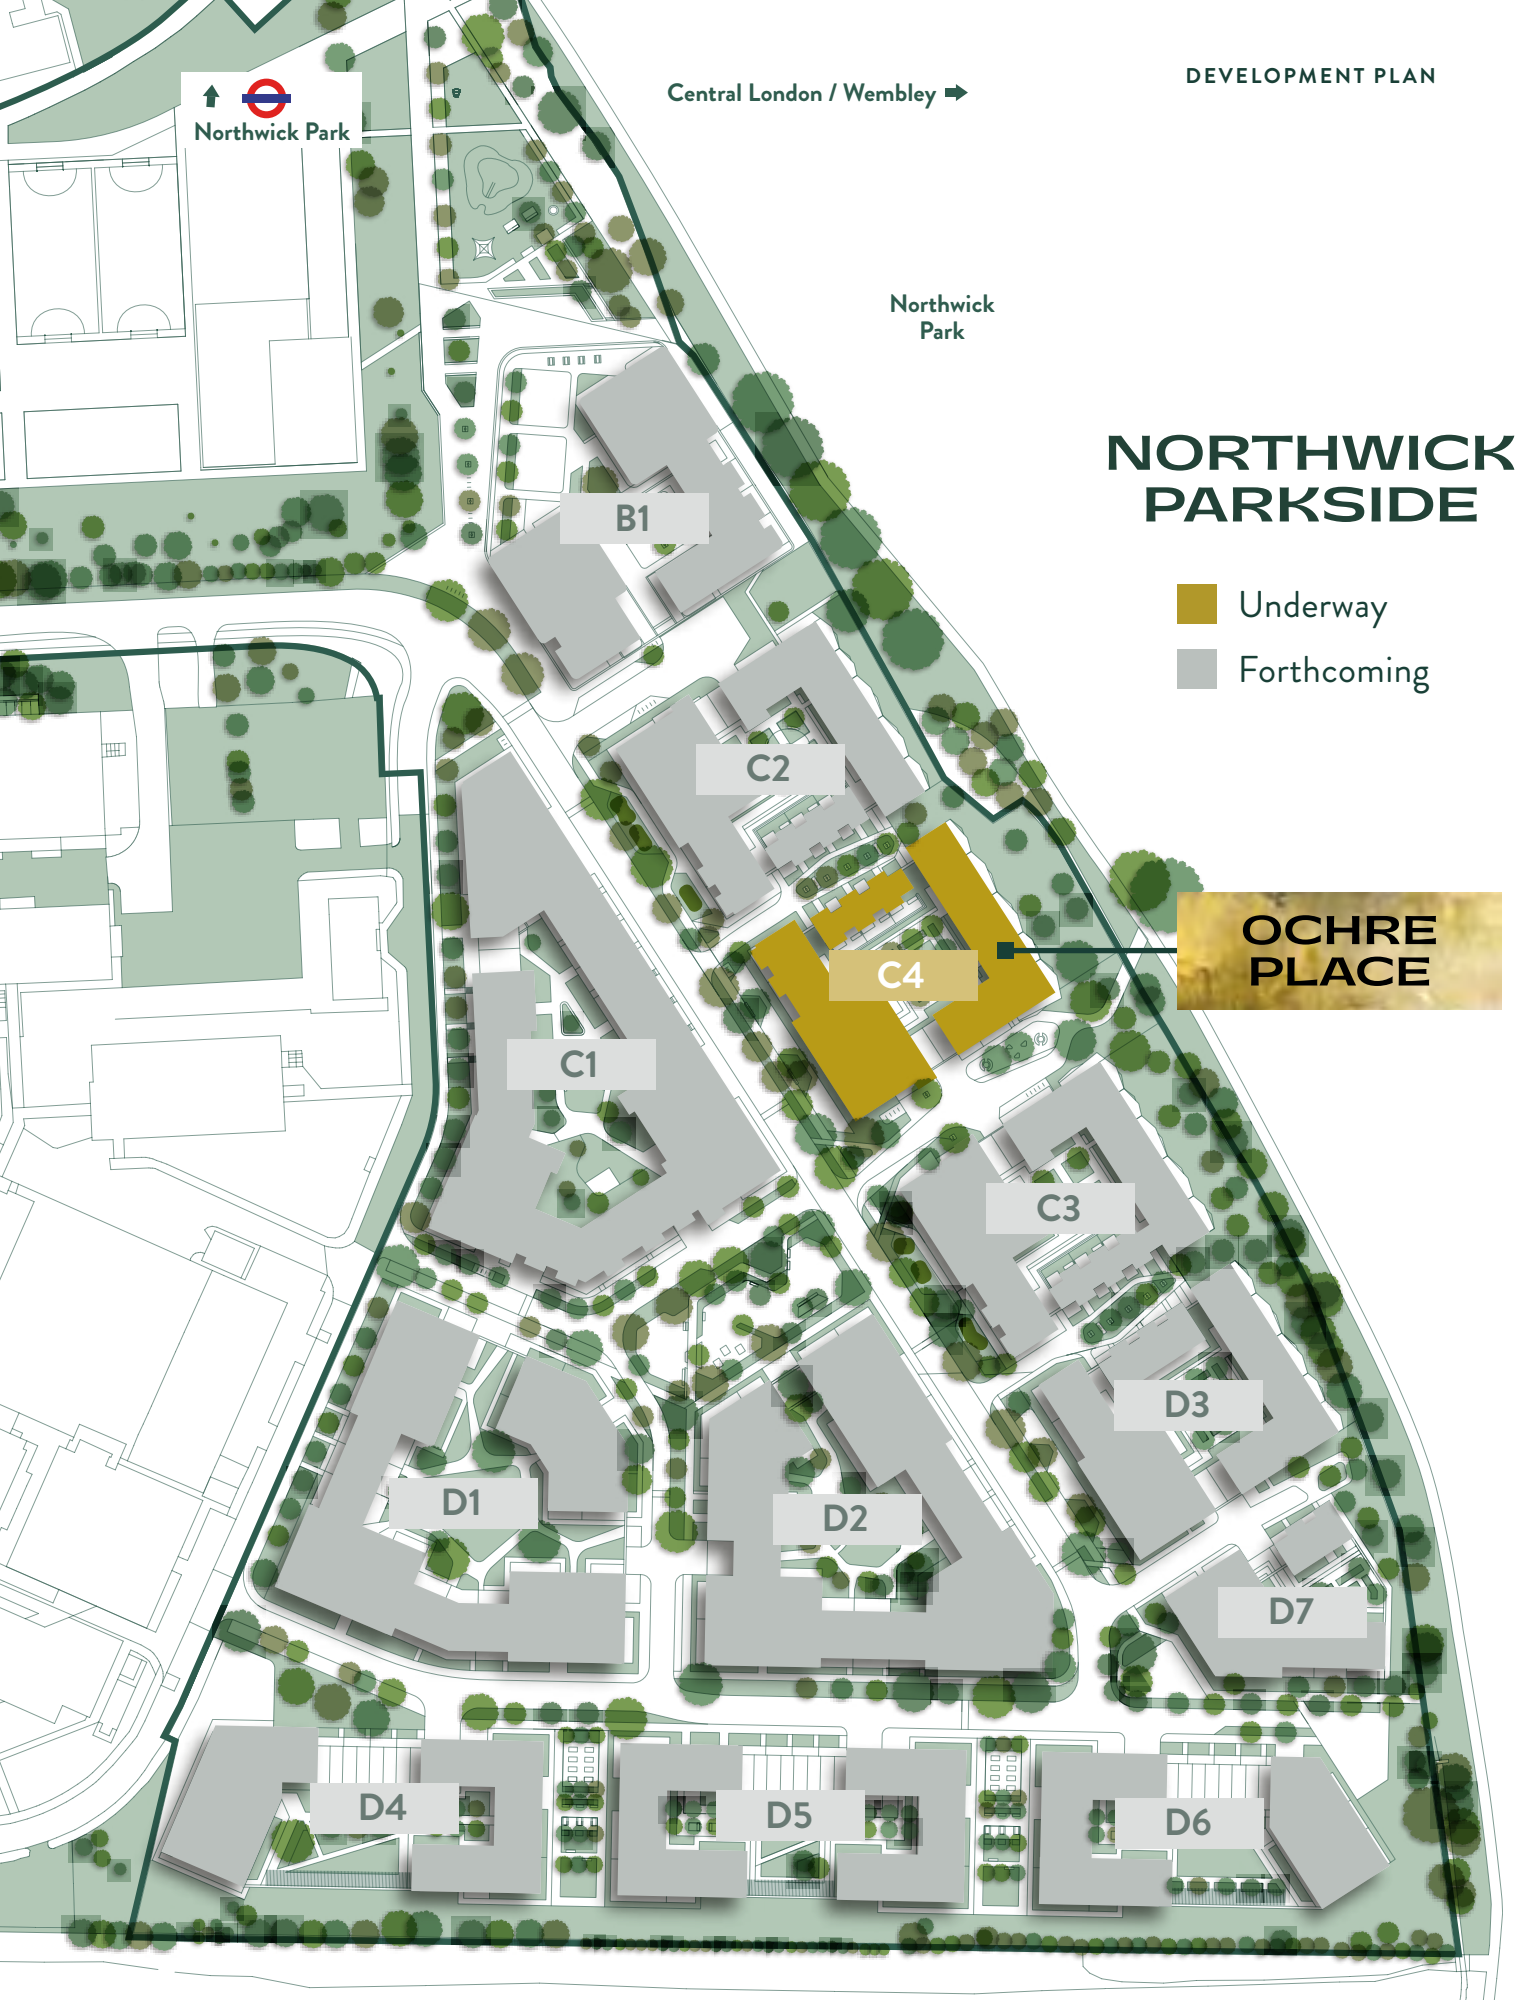 DEVELOPMENT PLAN
Central London / Wembley
Northwick Park
Northwick
Park
NORTHWICK
PARKSIDE
Underway
Forthcoming
B1
C2
OCHRE
PLACE
C4
C1
C3
D3
D1
D2
D7
D4
D5
D6